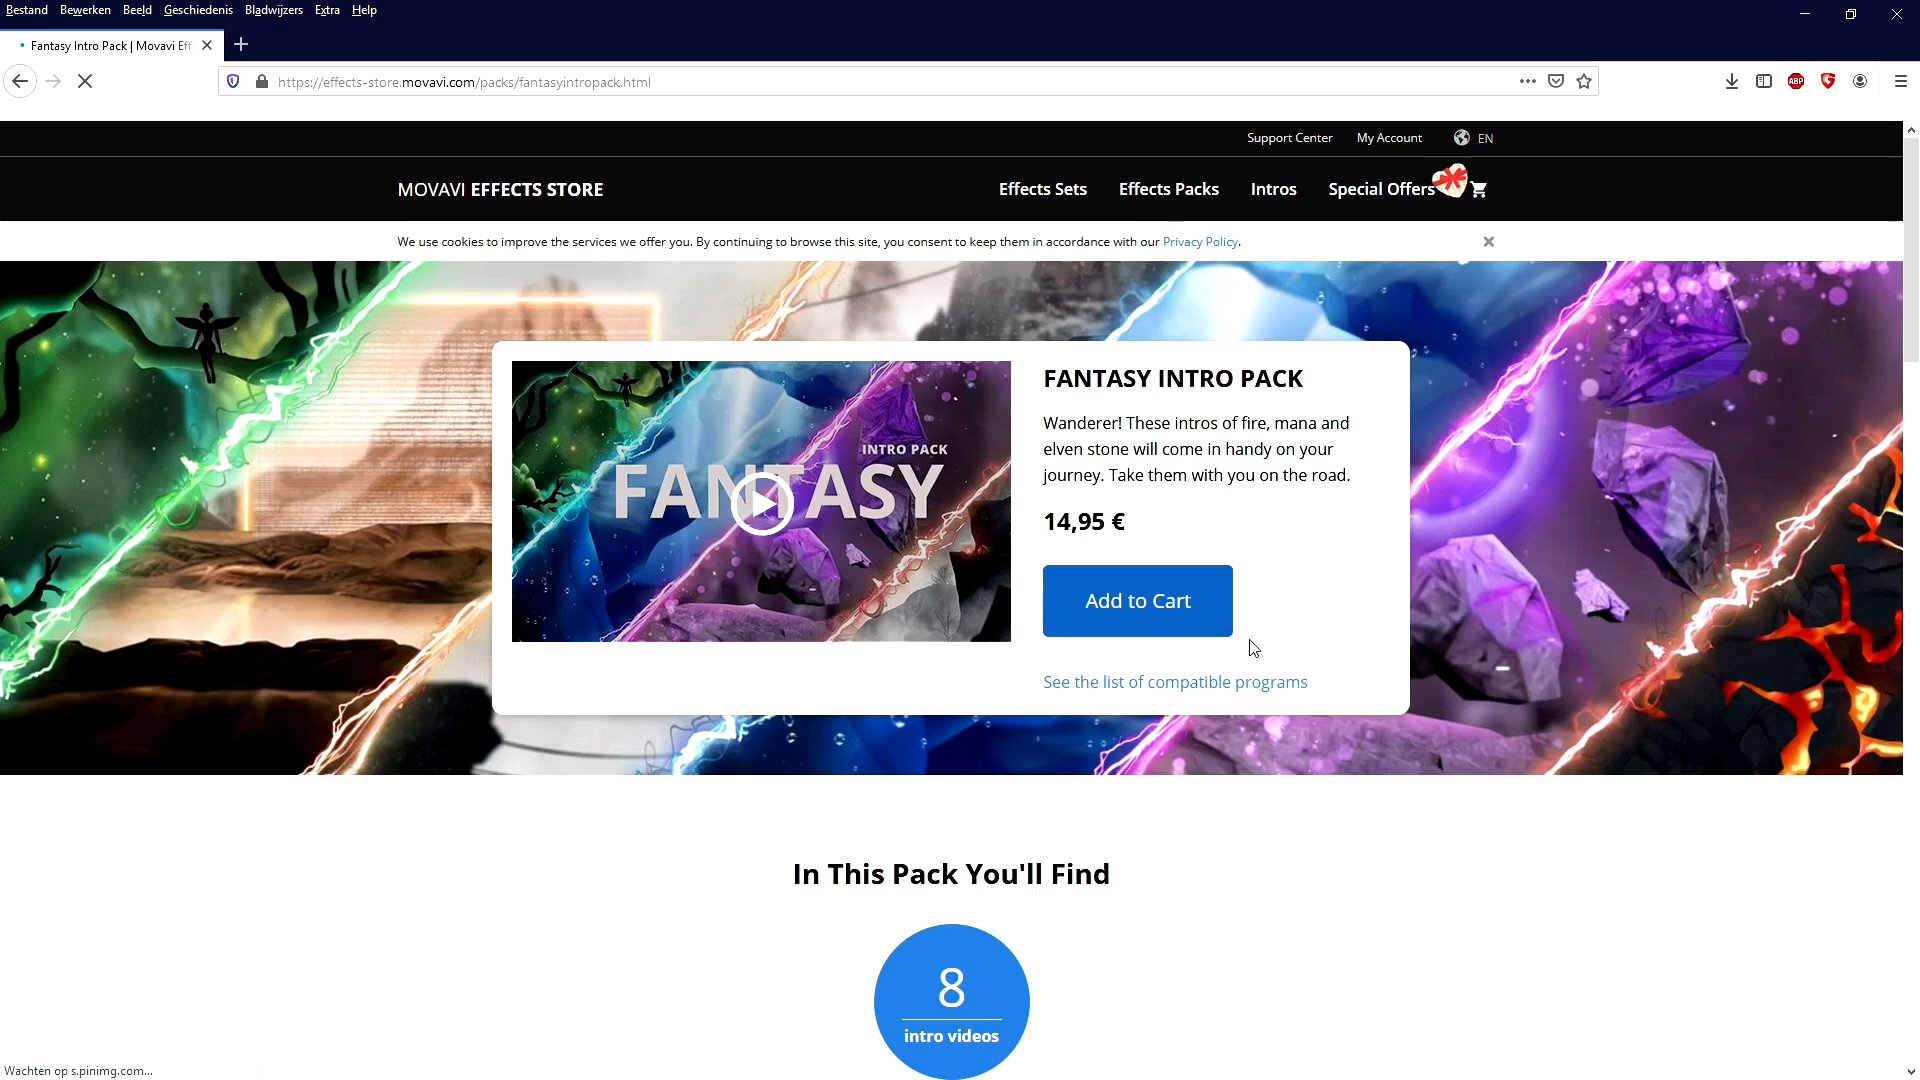 Bestand Bewerken Beeld Geschiedenis Bladwijzers Extra Help
Fantasy Intro Pack | Movavi Eff
https://effects-store.movavi.com/packs/fantasyintropack.html
ABP
Support Center My Account EN
MOVAVI EFFECTS STORE
Effects Sets Effects Packs Intros Special Offers
We use cookies to improve the services we offer you. By continuing to browse this site, you consent to keep them in accordance with our Privacy Policy.
INTRO PACK
FANTASY
FANTASY INTRO PACK
Wanderer! These intros of fire, mana and
elven stone will come in handy on your
journey. Take them with you on the road.
14,95 €
Add to Cart
See the list of compatible programs
In This Pack You'll Find
8
intro videos
Wachten op s.pinimg.com...